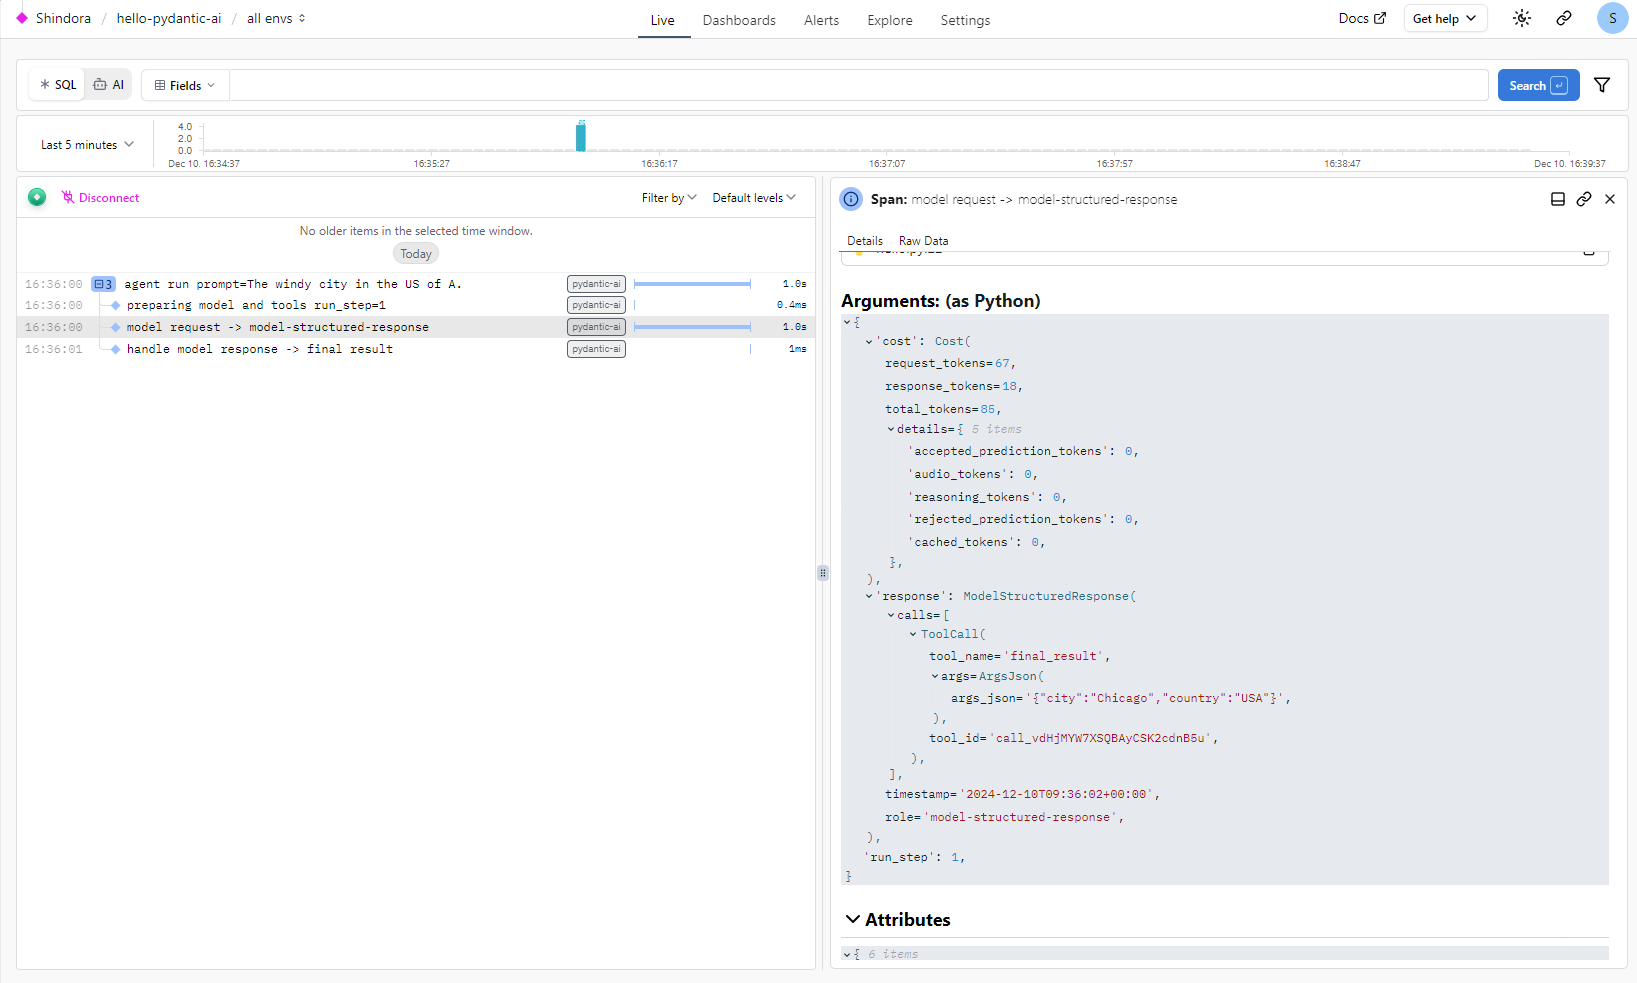 Shindora / hello-pydantic-ai / all envs
Live Dashboards Alerts Explore Settings
Docs Get help S
SQL AI Fields Search
Last 5 minutes
4.0
2.0
0.0
Dec 10, 16:34:37 16:35:27 16:36:17 16:37:07 16:37:57 16:38:47 Dec 10, 16:39:37
Disconnect Filter by Default levels
No older items in the selected time window.
Today
16:36:00 3 agent run prompt=The windy city in the US of A. pydantic-ai 1.0s
16:36:00 preparing model and tools run_step=1 pydantic-ai 0.4ms
16:36:00 model request -> model-structured-response pydantic-ai 1.0s
16:36:01 handle model response -> final result pydantic-ai 1ms
Span: model request -> model-structured-response
Details Raw Data
Arguments: (as Python)
{
'cost': Cost(
request_tokens=67,
response_tokens=18,
total_tokens=85,
details={ 5 items
'accepted_prediction_tokens': 0,
'audio_tokens': 0,
'reasoning_tokens': 0,
'rejected_prediction_tokens': 0,
'cached_tokens': 0,
},
),
'response': ModelStructuredResponse(
calls=[
ToolCall(
tool_name='final_result',
args=ArgsJson(
args_json='{"city":"Chicago","country":"USA"}',
),
tool_id='call_vdHjMYW7XSQBAyCSK2cdnB5u',
),
],
timestamp='2024-12-10T09:36:02+00:00',
role='model-structured-response',
),
'run_step': 1,
}
Attributes
{ 6 items